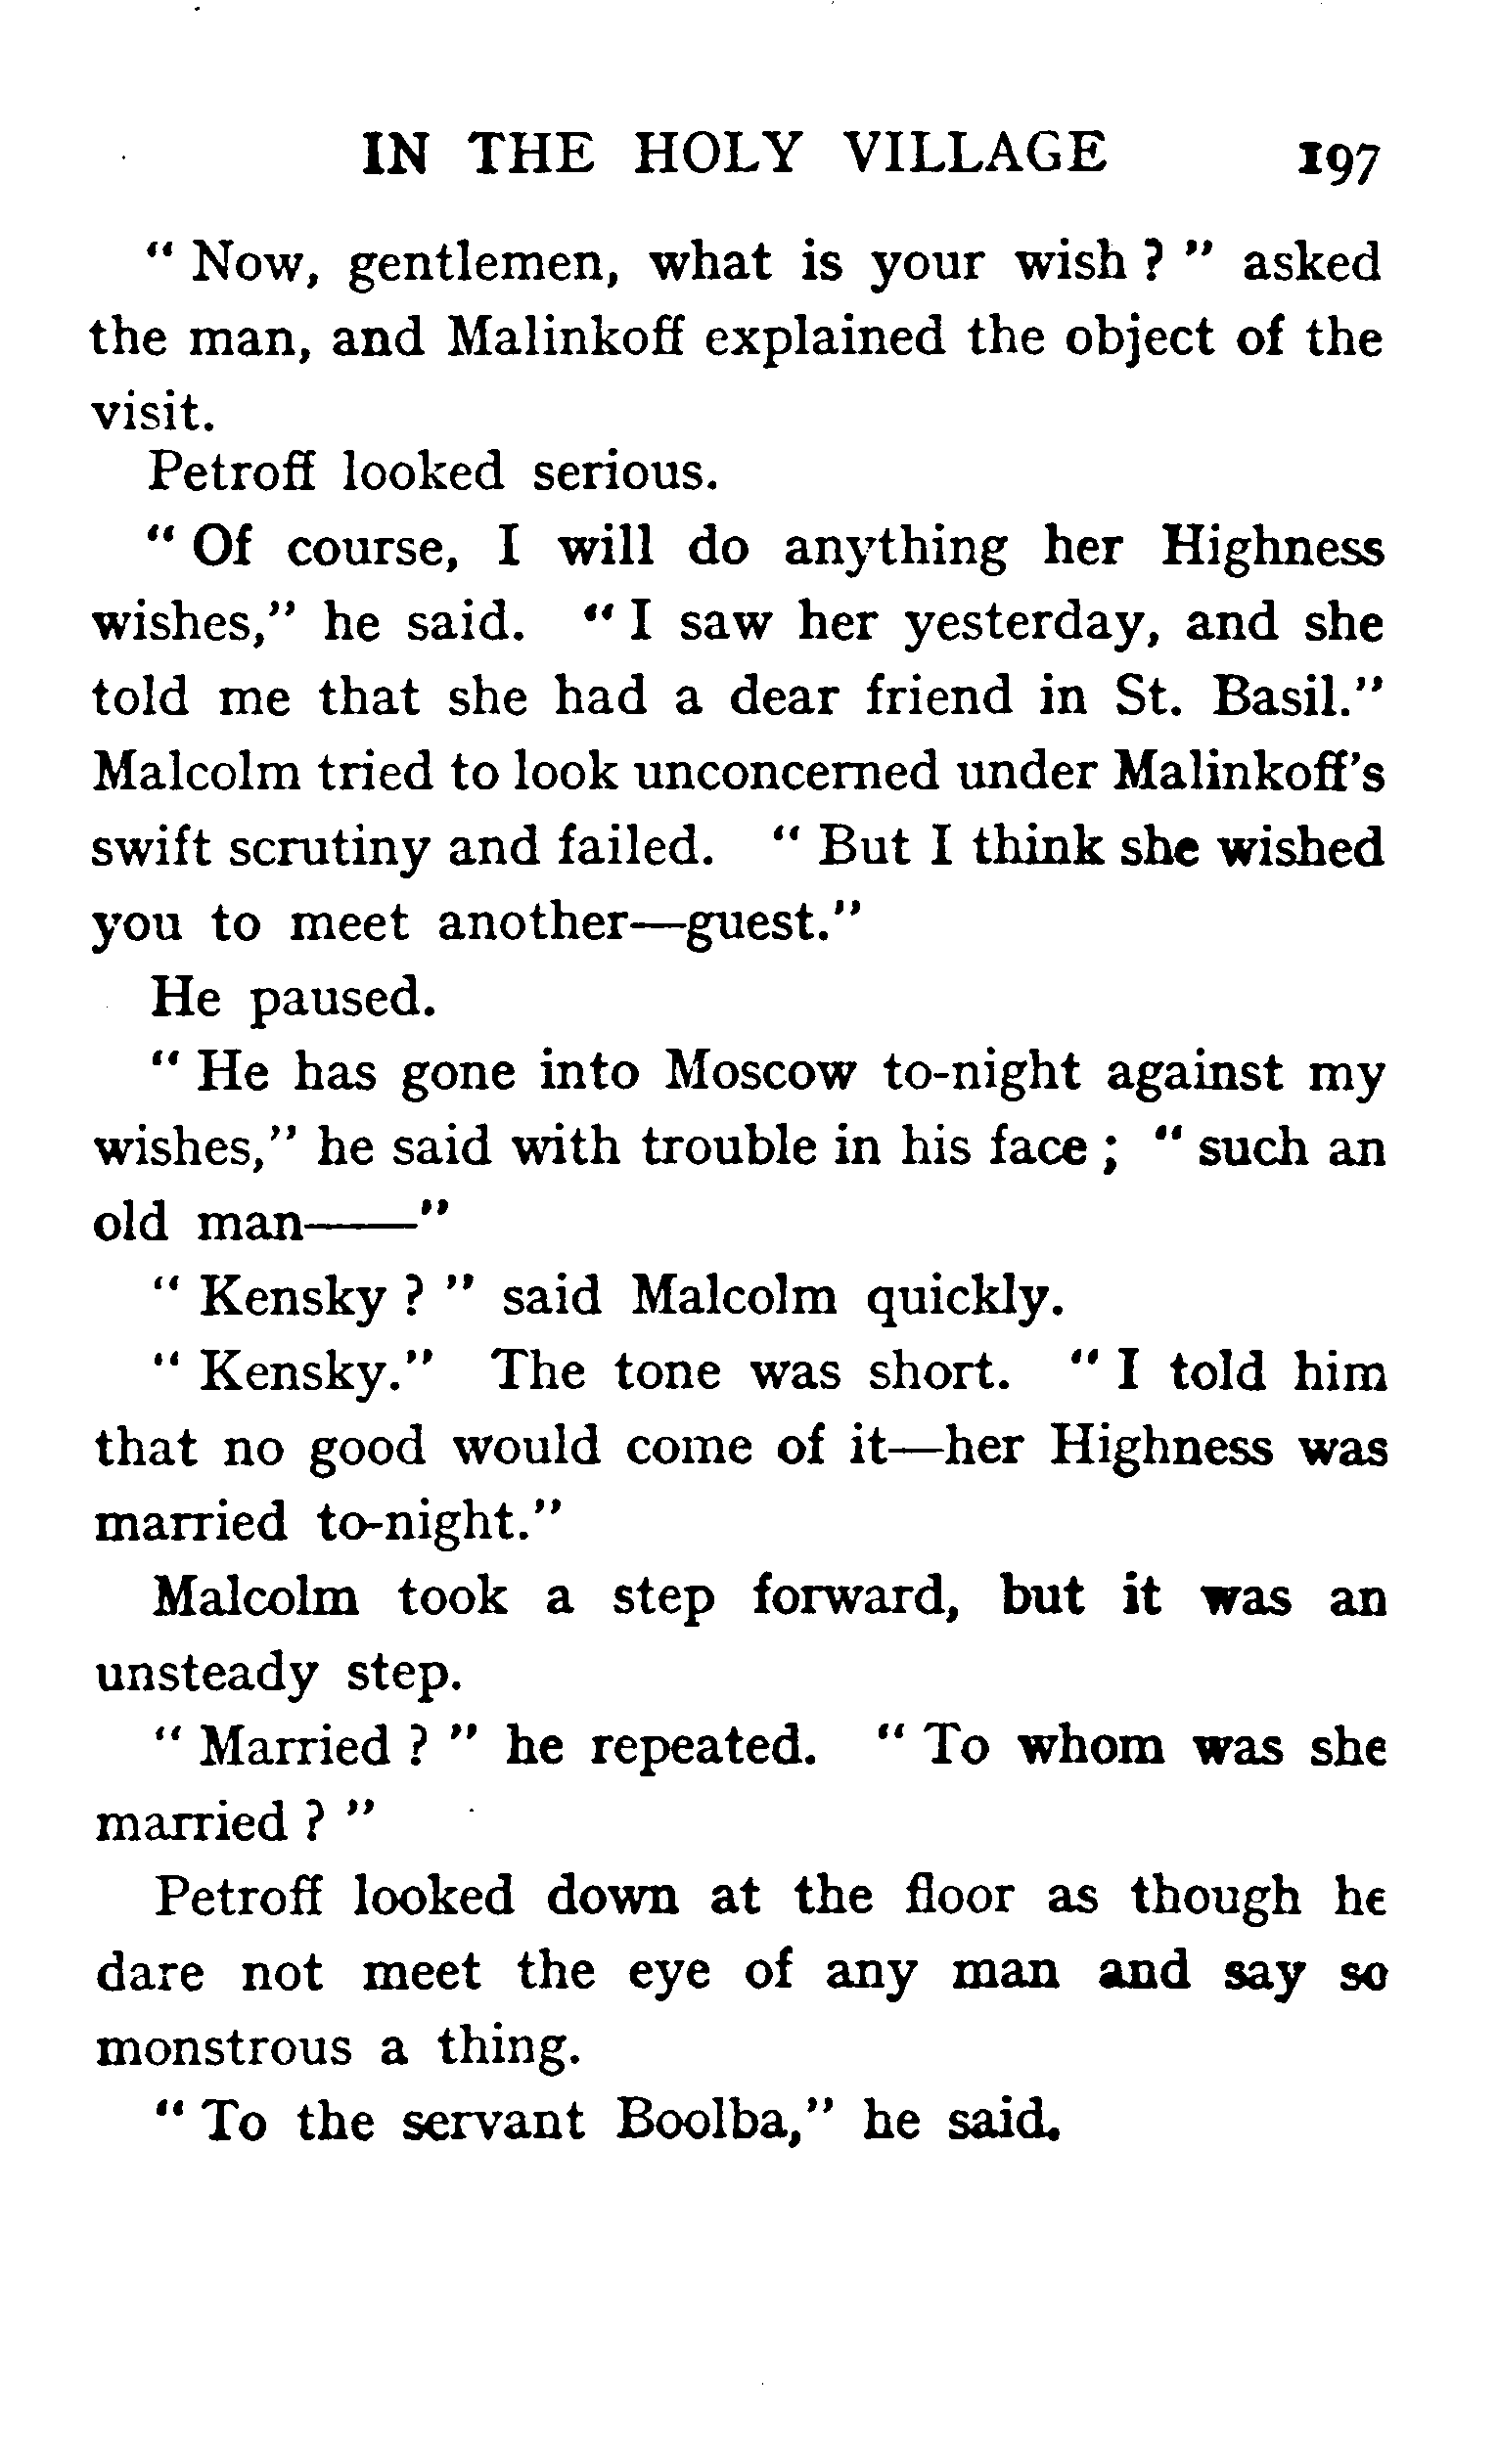 IN THE HOLY VILLAGE 197
" Now, gentlemen, what is your wish ? " asked
the man, and Malinkoff explained the object of the
visit.
Petroff looked serious.
" Of course, I will do anything her Highness
wishes," he said. " I saw her yesterday, and she
told me that she had a dear friend in St. Basil."
Malcolm tried to look unconcerned under Malinkoff's
swift scrutiny and failed. " But I think she wished
you to meet another—guest."
He paused.
" He has gone into Moscow to-night against my
wishes," he said with trouble in his face ; " such an
old man——"
" Kensky ? " said Malcolm quickly.
" Kensky." The tone was short. " I told him
that no good would come of it—her Highness was
married to-night."
Malcolm took a step forward, but it was an
unsteady step.
" Married ? " he repeated. " To whom was she
married ? "
Petroff looked down at the floor as though he
dare not meet the eye of any man and say so
monstrous a thing.
" To the servant Boolba," he said.